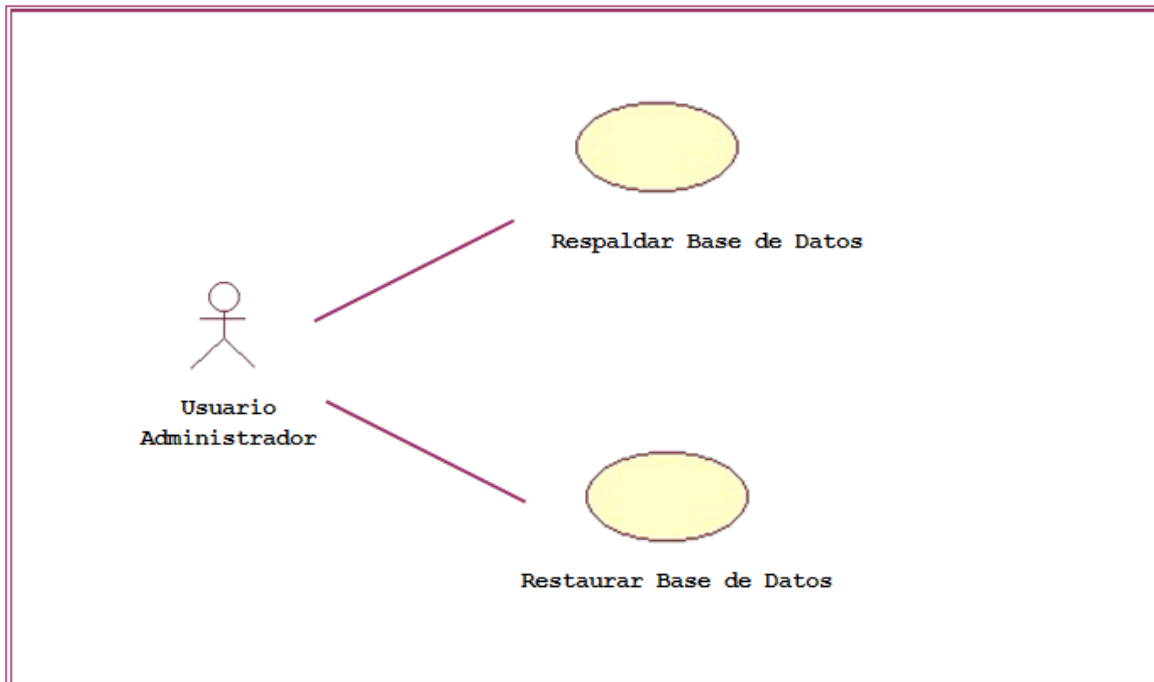 Respaldar Base de Datos
Usuario
Administrador
Restaurar Base de Datos